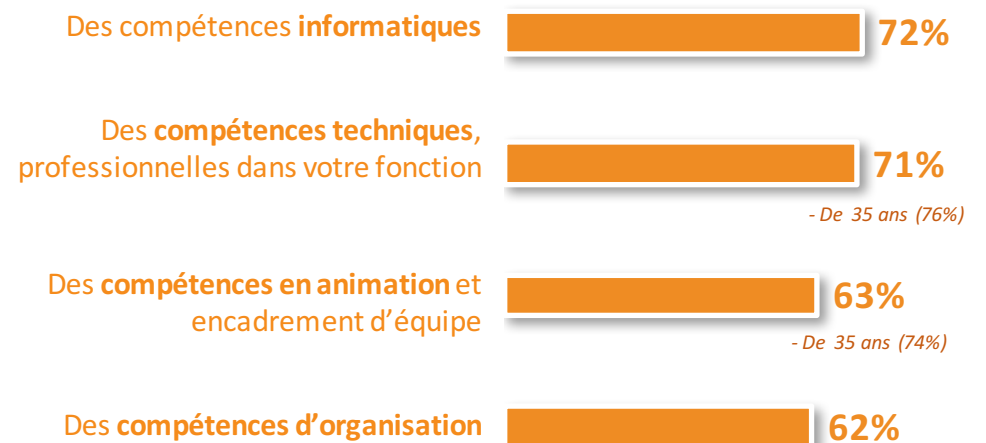 Des compétences informatiques
72%
Des compétences techniques,
professionnelles dans votre fonction
71%
- De 35 ans (76%)
Des compétences en animation et
encadrement d'équipe
63%
- De 35 ans (74%)
Des compétences d'organisation
62%